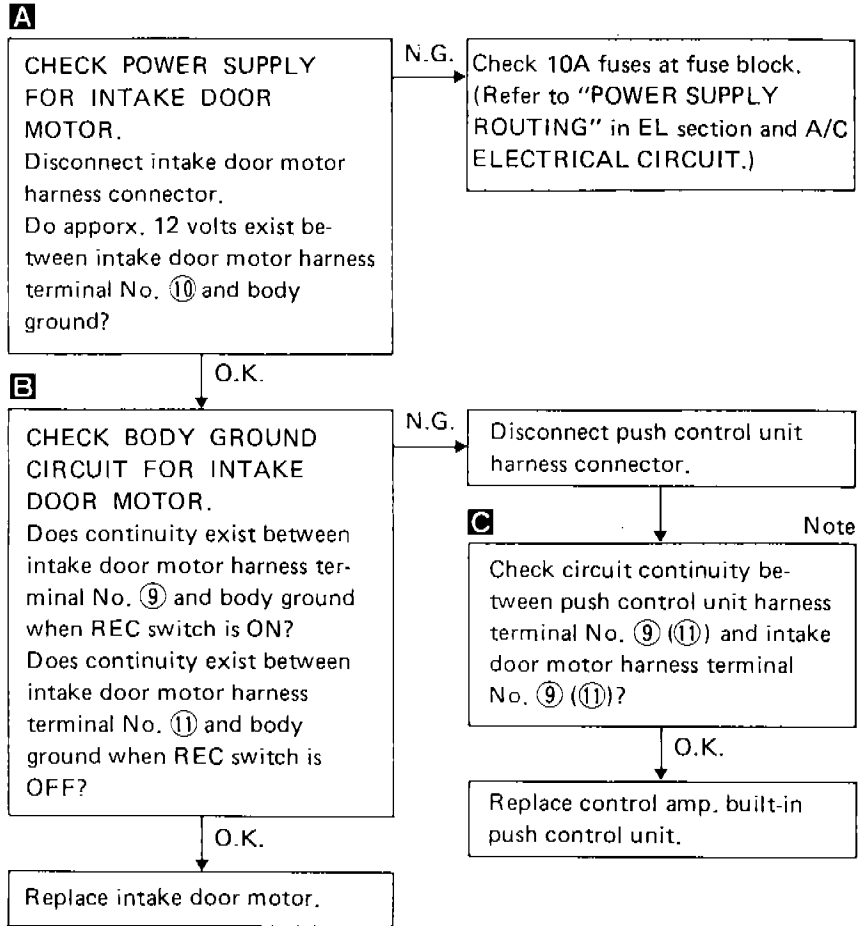 A
CHECK POWER SUPPLY
FOR INTAKE DOOR
MOTOR.
Disconnect intake door motor
harness connector.
Do apporx. 12 volts exist be-
tween intake door motor harness
terminal No. ⑩ and body
ground?
N.G.
Check 10A fuses at fuse block.
(Refer to "POWER SUPPLY
ROUTING" in EL section and A/C
ELECTRICAL CIRCUIT.)
O.K.
B
CHECK BODY GROUND
CIRCUIT FOR INTAKE
DOOR MOTOR.
Does continuity exist between
intake door motor harness ter-
minal No. ⑨ and body ground
when REC switch is ON?
Does continuity exist between
intake door motor harness
terminal No. ⑪ and body
ground when REC switch is
OFF?
N.G.
Disconnect push control unit
harness connector.
C
Note
Check circuit continuity be-
tween push control unit harness
terminal No. ⑨ (⑪) and intake
door motor harness terminal
No. ⑨ (⑪)?
O.K.
Replace control amp. built-in
push control unit.
O.K.
Replace intake door motor.